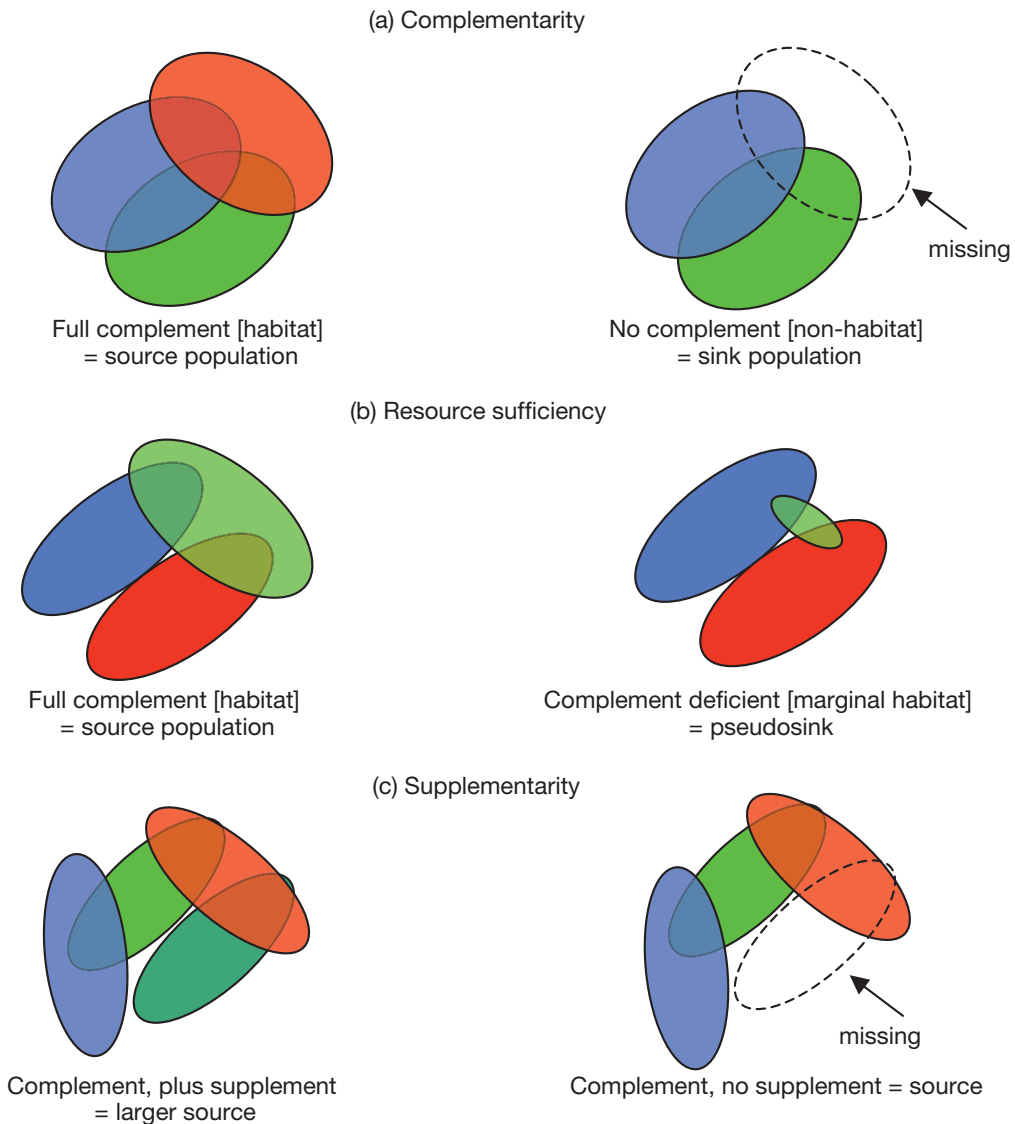 (a) Complementarity
missing
Full complement [habitat]
= source population
No complement [non-habitat]
= sink population
(b) Resource sufficiency
Full complement [habitat]
= source population
Complement deficient [marginal habitat]
= pseudosink
(c) Supplementarity
missing
Complement, plus supplement
= larger source
Complement, no supplement = source